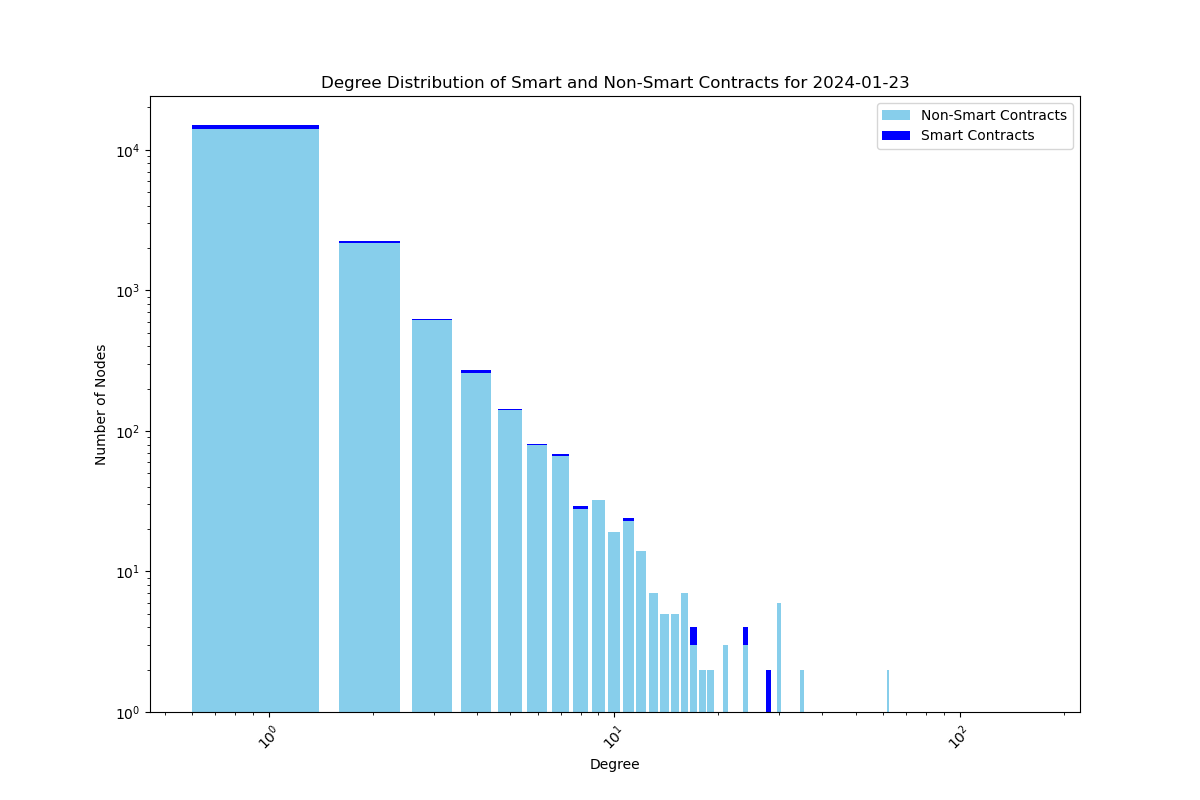 Degree Distribution of Smart and Non-Smart Contracts for 2024-01-23
Non-Smart Contracts
Smart Contracts
Number of Nodes
10⁴
10³
10²
10¹
10⁰
10⁰
10¹
10²
Degree